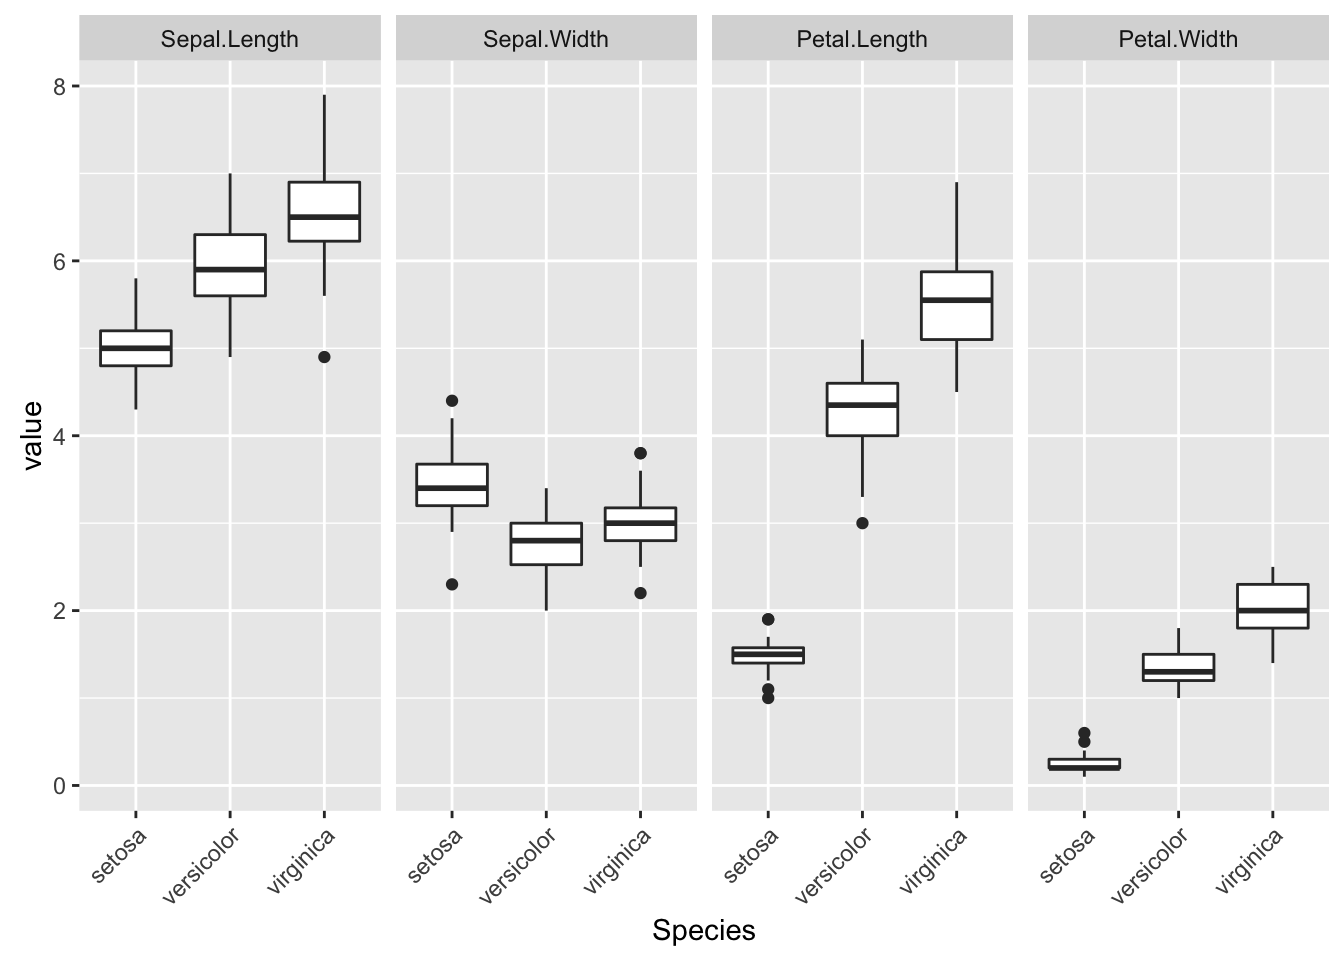 Sepal.Length Sepal.Width Petal.Length Petal.Width
8
6
4
2
0
value
setosa versicolor virginica setosa versicolor virginica setosa versicolor virginica setosa versicolor virginica
Species